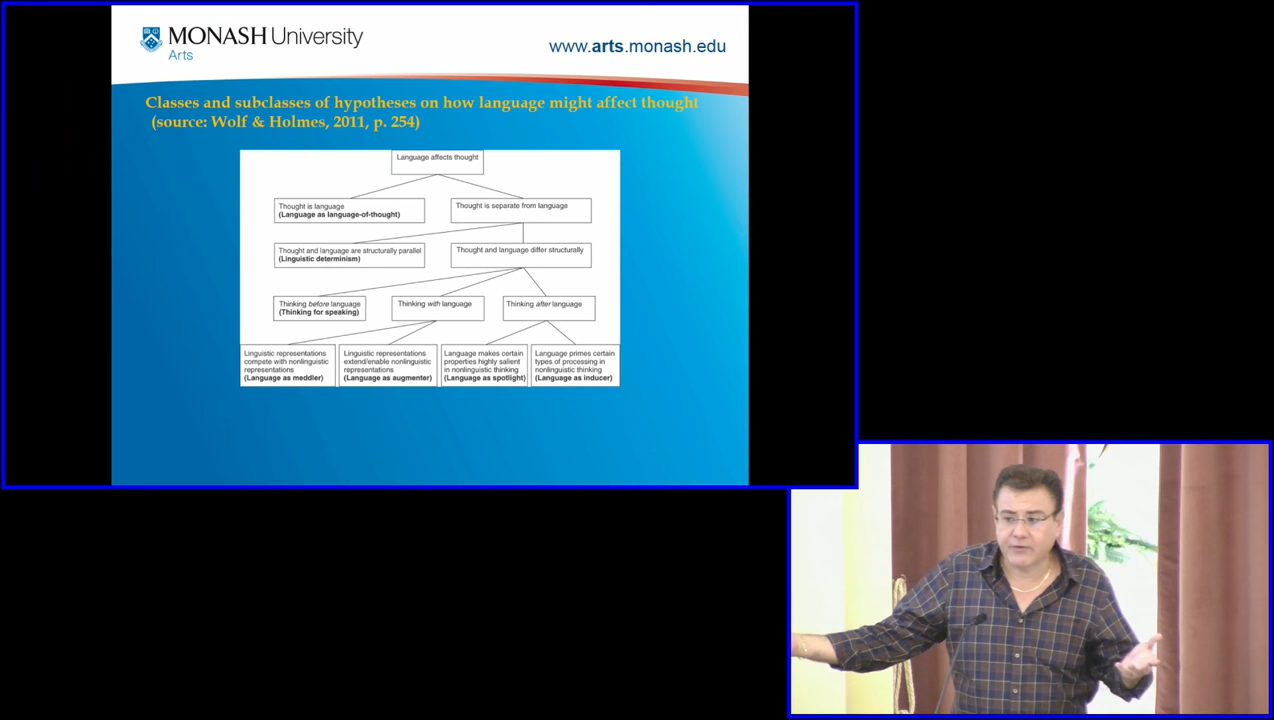 MONASH University
Arts
www.arts.monash.edu
Classes and subclasses of hypotheses on how language might affect thought
(source: Wolf & Holmes, 2011, p. 254)
Language affects thought
Thought is language
(Language as language-of-thought)
Thought is separate from language
Thought and language are structurally parallel
(Linguistic determinism)
Thought and language differ structurally
Thinking before language
(Thinking for speaking)
Thinking with language
Thinking after language
Linguistic representations
compete with nonlinguistic
representations
(Language as meddler)
Linguistic representations
extend/enable nonlinguistic
representations
(Language as augmenter)
Language makes certain
properties highly salient
in nonlinguistic thinking
(Language as spotlight)
Language primes certain
types of processing in
nonlinguistic thinking
(Language as inducer)